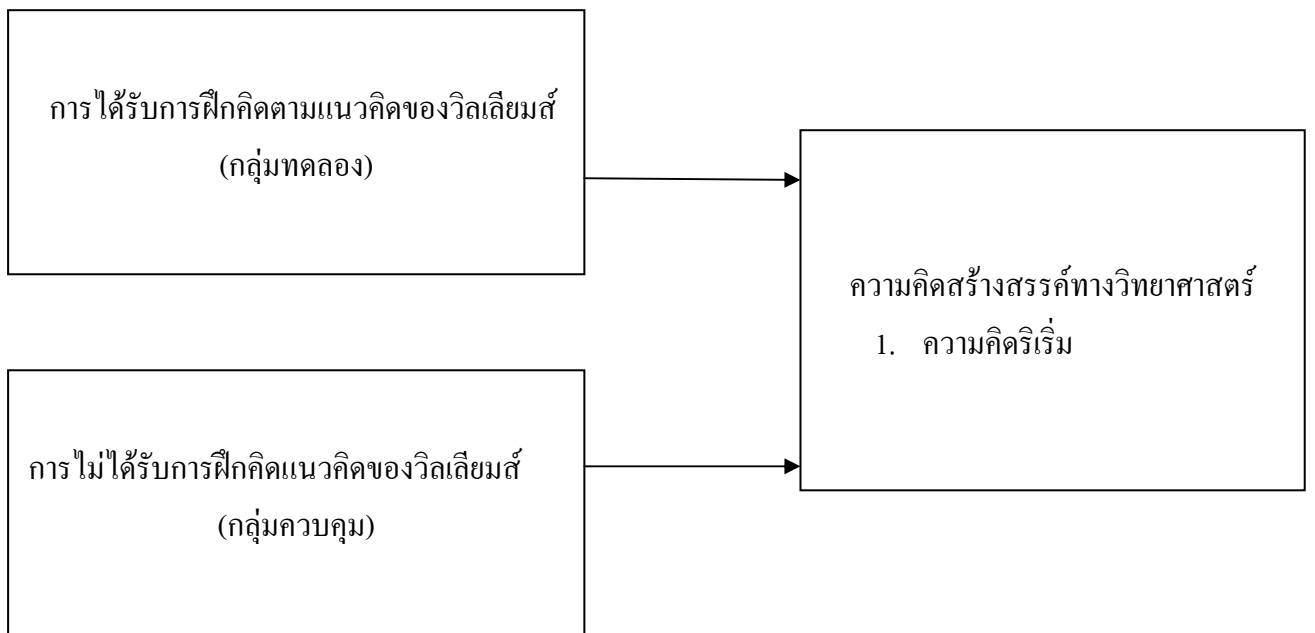 การได้รับการฝึกคิดตามแนวคิดของวิลเลียมส์
(กลุ่มทดลอง)
ความคิดสร้างสรรค์ทางวิทยาศาสตร์
1. ความคิดริเริ่ม
การไม่ได้รับการฝึกคิดแนวคิดของวิลเลียมส์
(กลุ่มควบคุม)